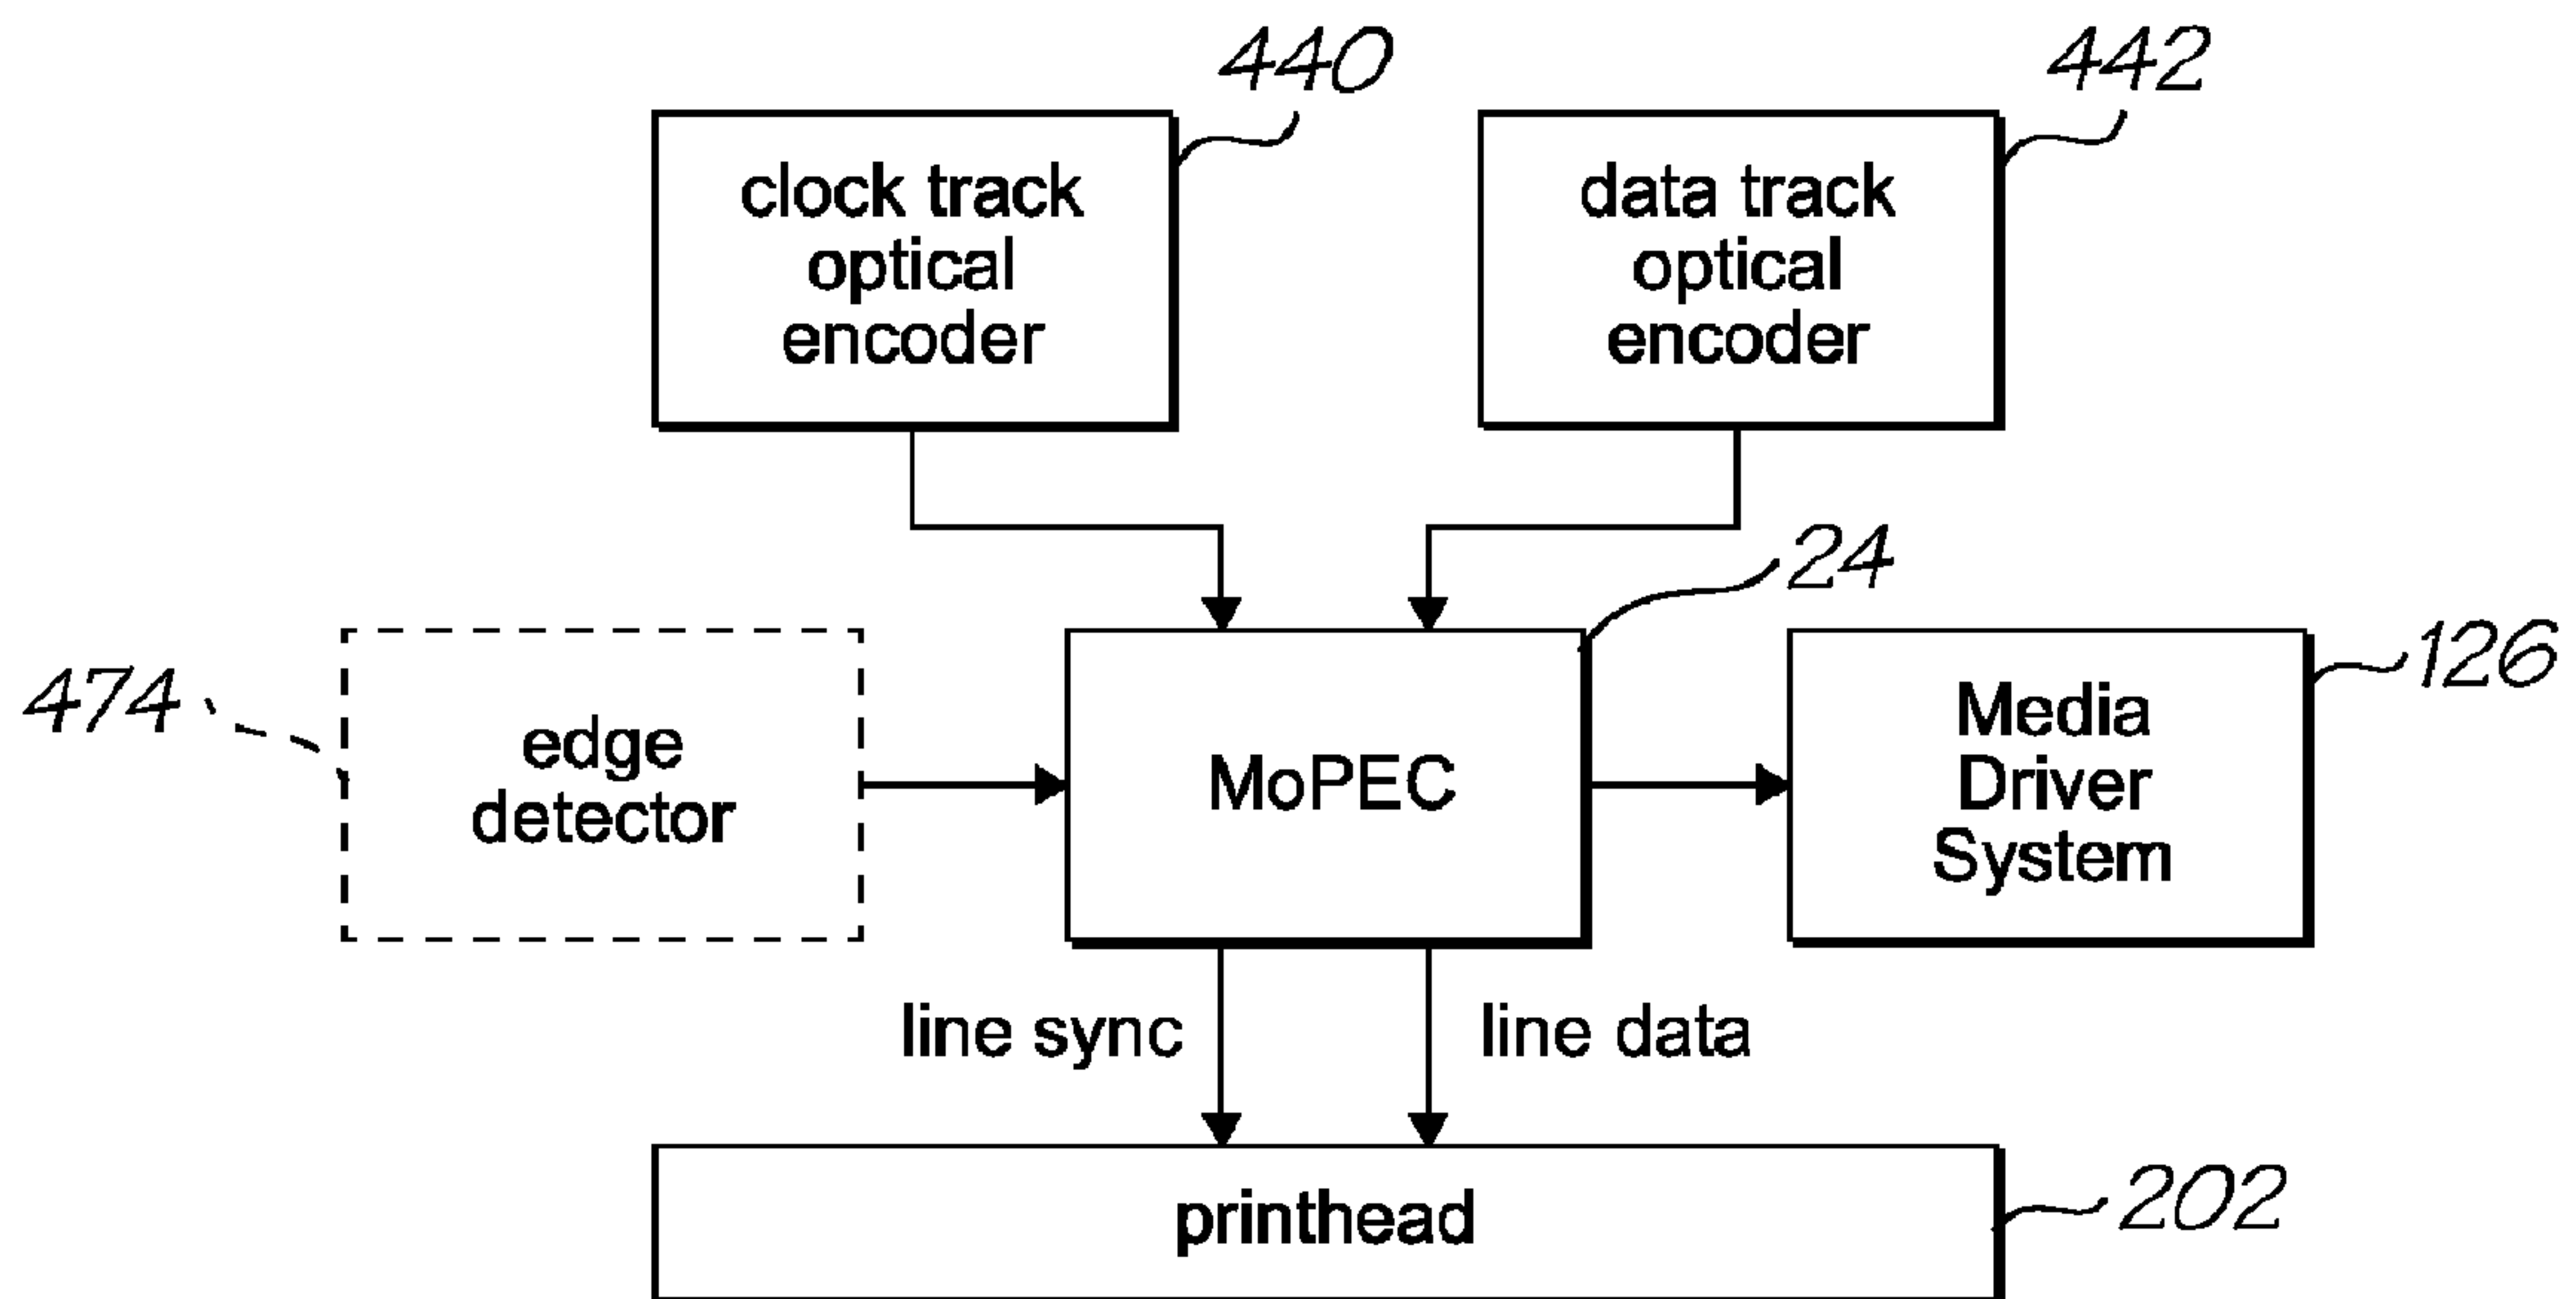 440
442
clock track
optical
encoder
data track
optical
encoder
24
126
474
edge
detector
MoPEC
Media
Driver
System
line sync
line data
printhead
202